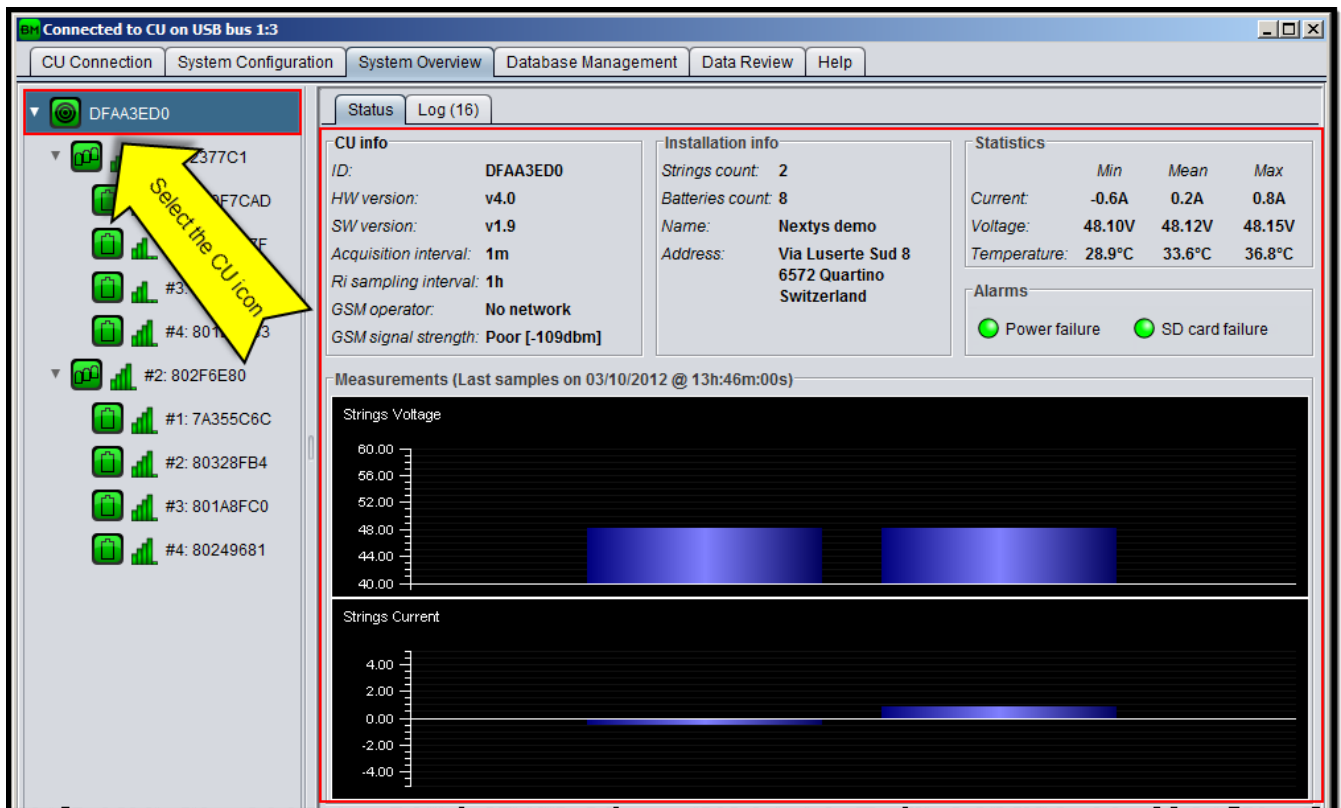 BM Connected to CU on USB bus 1:3
CU Connection System Configuration System Overview Database Management Data Review Help
DFAA3ED0
2377C1
F7CAD
#3:
#4: 801
#2: 802F6E80
#1: 7A355C6C
#2: 80328FB4
#3: 801A8FC0
#4: 80249681
Select the CU icon
Status Log (16)
CU info
ID: DFAA3ED0
HW version: v4.0
SW version: v1.9
Acquisition interval: 1m
Ri sampling interval: 1h
GSM operator: No network
GSM signal strength: Poor [-109dbm]
Installation info
Strings count: 2
Batteries count: 8
Name: Nextys demo
Address: Via Luserte Sud 8
6572 Quartino
Switzerland
Statistics
Min Mean Max
Current: -0.6A 0.2A 0.8A
Voltage: 48.10V 48.12V 48.15V
Temperature: 28.9°C 33.6°C 36.8°C
Alarms
Power failure SD card failure
Measurements (Last samples on 03/10/2012 @ 13h:46m:00s)
Strings Voltage
60.00
56.00
52.00
48.00
44.00
40.00
Strings Current
4.00
2.00
0.00
-2.00
-4.00